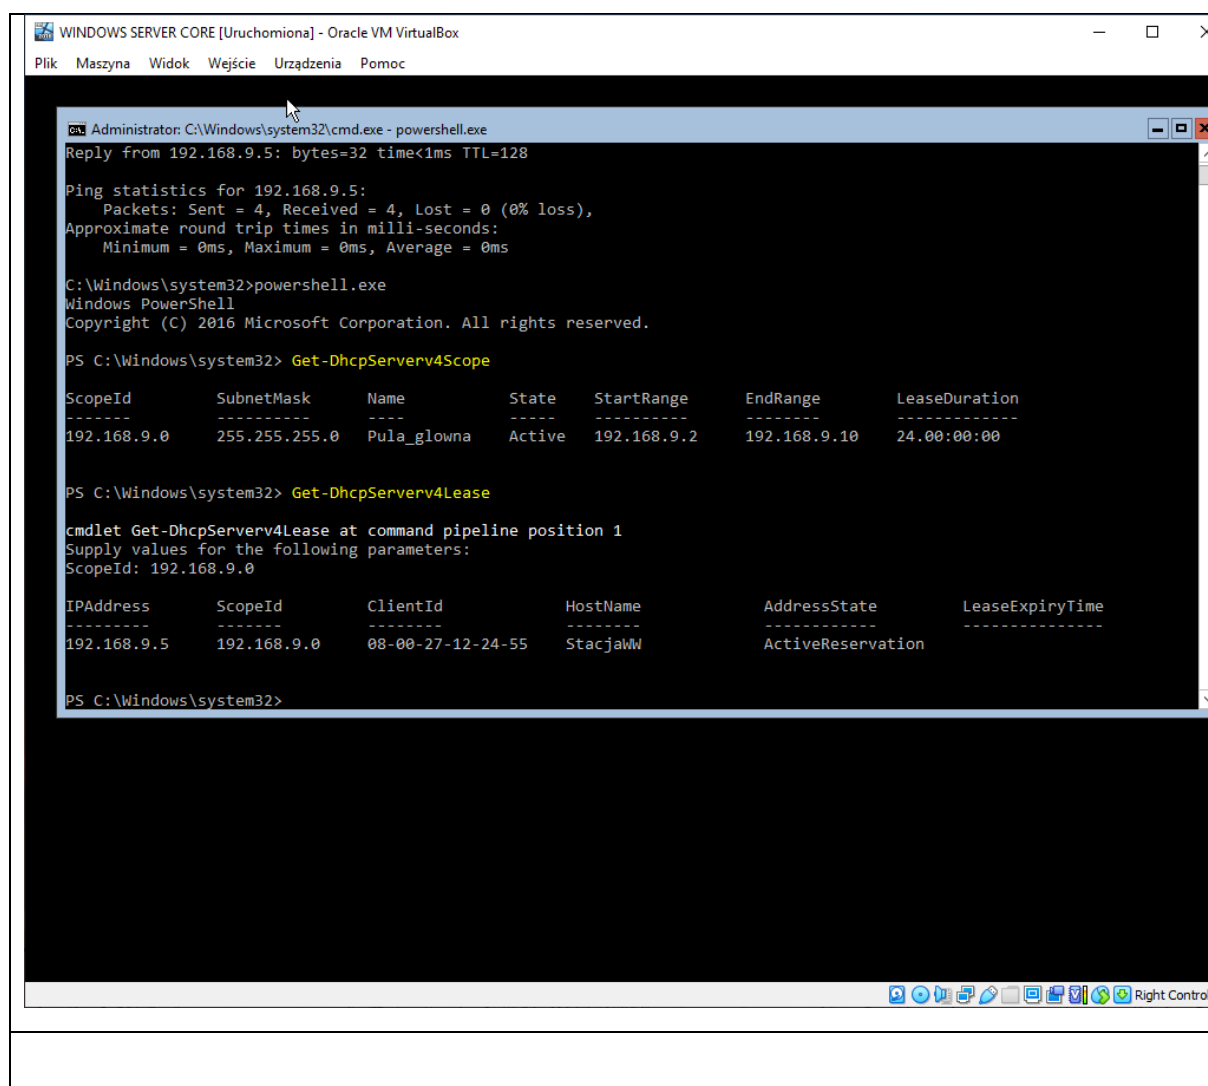 WINDOWS SERVER CORE [Uruchomiona] - Oracle VM VirtualBox
Plik Maszyna Widok Wejście Urządzenia Pomoc
Administrator: C:\Windows\system32\cmd.exe - powershell.exe
Reply from 192.168.9.5: bytes=32 time<1ms TTL=128
Ping statistics for 192.168.9.5:
    Packets: Sent = 4, Received = 4, Lost = 0 (0% loss),
Approximate round trip times in milli-seconds:
    Minimum = 0ms, Maximum = 0ms, Average = 0ms
C:\Windows\system32>powershell.exe
Windows PowerShell
Copyright (C) 2016 Microsoft Corporation. All rights reserved.
PS C:\Windows\system32> Get-DhcpServerv4Scope
ScopeId         SubnetMask      Name           State    StartRange      EndRange        LeaseDuration
-------         ----------      ----           -----    ----------      --------        -------------
192.168.9.0     255.255.255.0   Pula_glowna    Active   192.168.9.2     192.168.9.10    24.00:00:00
PS C:\Windows\system32> Get-DhcpServerv4Lease
cmdlet Get-DhcpServerv4Lease at command pipeline position 1
Supply values for the following parameters:
ScopeId: 192.168.9.0
IPAddress       ScopeId         ClientId             HostName             AddressState         LeaseExpiryTime
---------       -------         --------             --------             ------------         ---------------
192.168.9.5     192.168.9.0     08-00-27-12-24-55    StacjaWW             ActiveReservation
PS C:\Windows\system32>
Right Control